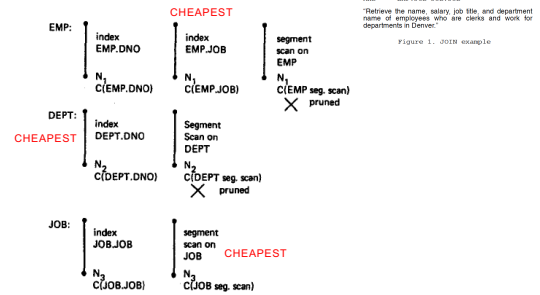 CHEAPEST
EMP:
index
EMP.DNO
N1
C(EMP.DNO)
index
EMP.JOB
N1
C(EMP.JOB)
segment
scan on
EMP
N1
C(EMP seg. scan)
pruned
DEPT:
CHEAPEST
index
DEPT.DNO
N2
C(DEPT.DNO)
Segment
Scan on
DEPT
N2
C(DEPT seg. scan)
pruned
JOB:
index
JOB.JOB
N3
C(JOB.JOB)
segment
scan on
JOB
CHEAPEST
N3
C(JOB seg. scan)
"Retrieve the name, salary, job title, and department
name of employees who are clerks and work for
departments in Denver."
Figure 1. JOIN example